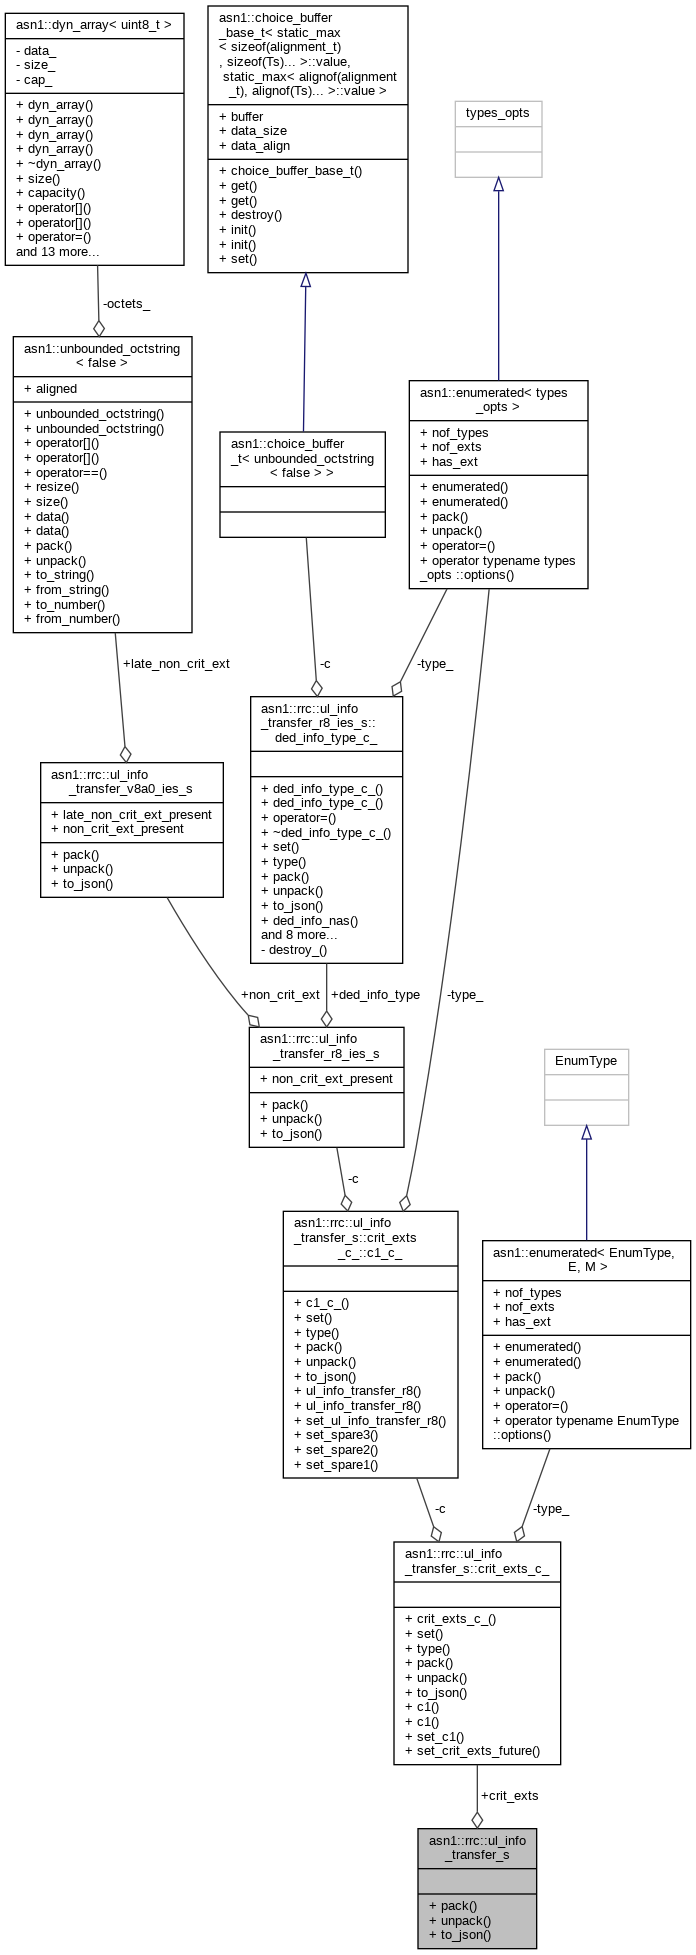 asn1::dyn_array< uint8_t >
- data_
- size_
- cap_
+ dyn_array()
+ dyn_array()
+ dyn_array()
+ dyn_array()
+ ~dyn_array()
+ size()
+ capacity()
+ operator[]()
+ operator[]()
+ operator=()
and 13 more...
asn1::choice_buffer
_base_t< static_max
< sizeof(alignment_t)
, sizeof(Ts)... >::value,
static_max< alignof(alignment
_t), alignof(Ts)... >::value >
+ buffer
+ data_size
+ data_align
+ choice_buffer_base_t()
+ get()
+ get()
+ destroy()
+ init()
+ init()
+ set()
types_opts
-octets_
asn1::unbounded_octstring
< false >
+ aligned
+ unbounded_octstring()
+ unbounded_octstring()
+ operator[]()
+ operator[]()
+ operator==()
+ resize()
+ size()
+ data()
+ data()
+ pack()
+ unpack()
+ to_string()
+ from_string()
+ to_number()
+ from_number()
asn1::choice_buffer
_t< unbounded_octstring
< false > >
asn1::enumerated< types
_opts >
+ nof_types
+ nof_exts
+ has_ext
+ enumerated()
+ enumerated()
+ pack()
+ unpack()
+ operator=()
+ operator typename types
_opts ::options()
+late_non_crit_ext
-c
-type_
asn1::rrc::ul_info
_transfer_v8a0_ies_s
+ late_non_crit_ext_present
+ non_crit_ext_present
+ pack()
+ unpack()
+ to_json()
asn1::rrc::ul_info
_transfer_r8_ies_s::
ded_info_type_c_
+ ded_info_type_c_()
+ ded_info_type_c_()
+ operator=()
+ ~ded_info_type_c_()
+ set()
+ type()
+ pack()
+ unpack()
+ to_json()
+ ded_info_nas()
and 8 more...
- destroy_()
+non_crit_ext
+ded_info_type
-type_
asn1::rrc::ul_info
_transfer_r8_ies_s
+ non_crit_ext_present
+ pack()
+ unpack()
+ to_json()
EnumType
-c
asn1::rrc::ul_info
_transfer_s::crit_exts
_c_::c1_c_
+ c1_c_()
+ set()
+ type()
+ pack()
+ unpack()
+ to_json()
+ ul_info_transfer_r8()
+ ul_info_transfer_r8()
+ set_ul_info_transfer_r8()
+ set_spare3()
+ set_spare2()
+ set_spare1()
asn1::enumerated< EnumType,
E, M >
+ nof_types
+ nof_exts
+ has_ext
+ enumerated()
+ enumerated()
+ pack()
+ unpack()
+ operator=()
+ operator typename EnumType
::options()
-c
-type_
asn1::rrc::ul_info
_transfer_s::crit_exts_c_
+ crit_exts_c_()
+ set()
+ type()
+ pack()
+ unpack()
+ to_json()
+ c1()
+ c1()
+ set_c1()
+ set_crit_exts_future()
+crit_exts
asn1::rrc::ul_info
_transfer_s
+ pack()
+ unpack()
+ to_json()